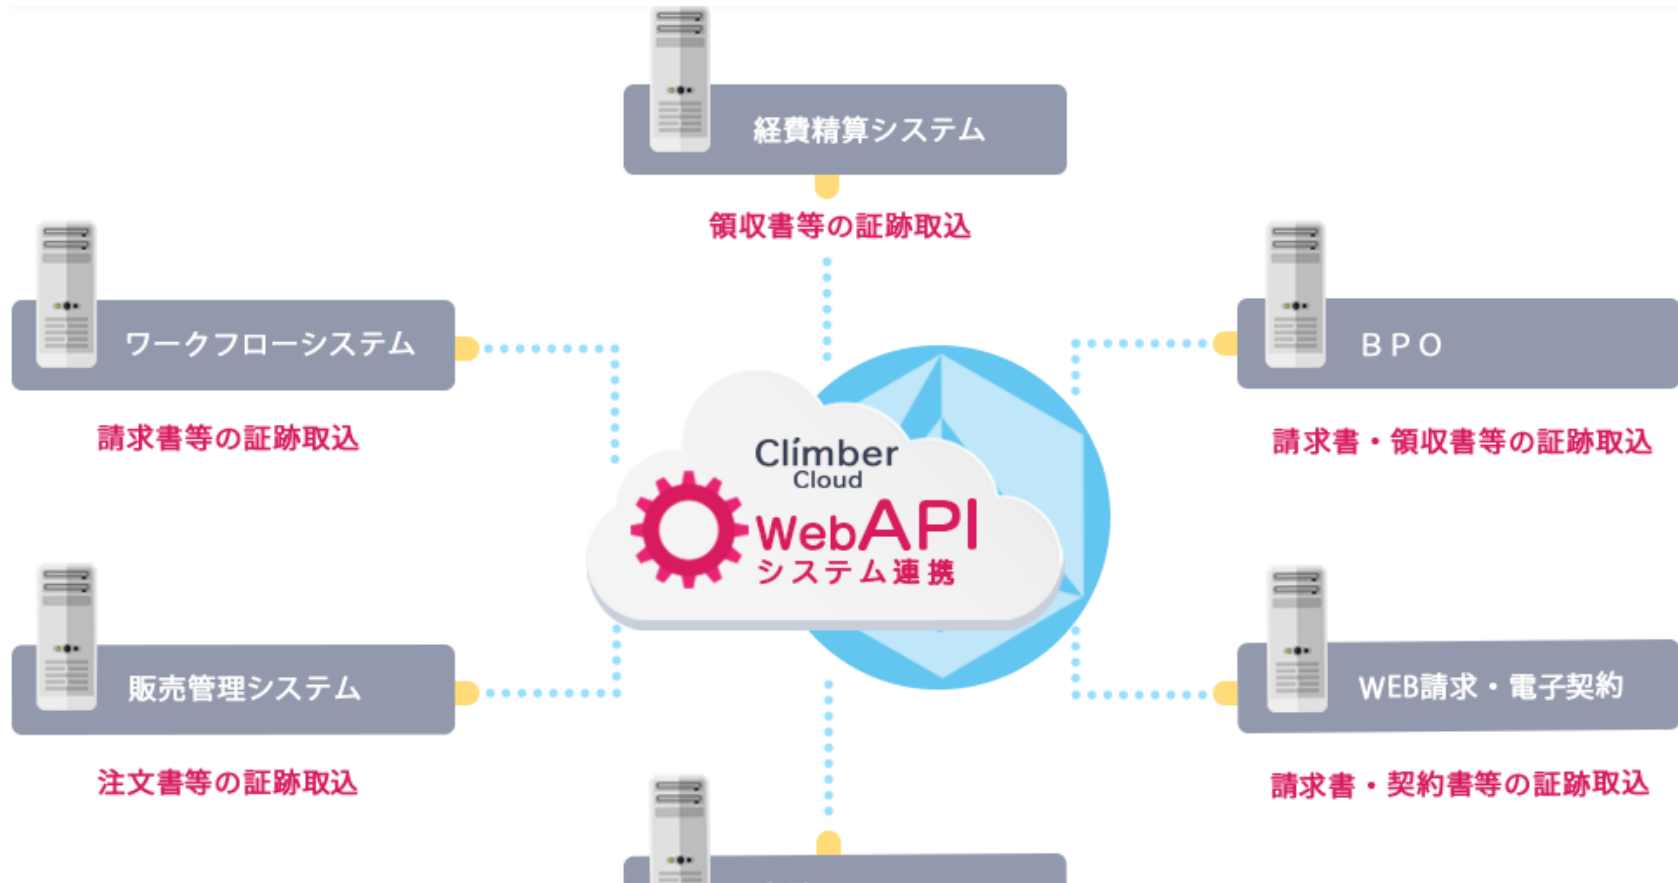 経費精算システム
領収書等の証跡取込
ワークフローシステム
請求書等の証跡取込
BPO
請求書・領収書等の証跡取込
Climber
Cloud
WebAPI
システム連携
販売管理システム
注文書等の証跡取込
WEB請求・電子契約
請求書・契約書等の証跡取込